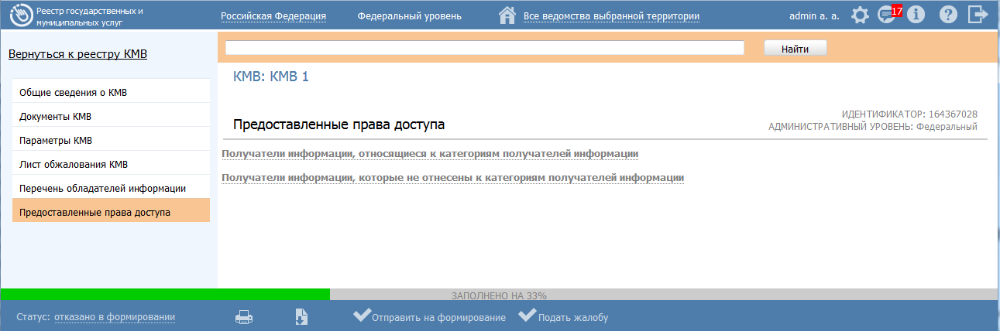 Реестр государственных и
муниципальных услуг
Российская Федерация
Федеральный уровень
Все ведомства выбранной территории
admin а. а.
17
Вернуться к реестру КМВ
Найти
КМВ: КМВ 1
Общие сведения о КМВ
Документы КМВ
Параметры КМВ
Лист обжалования КМВ
Перечень обладателей информации
Предоставленные права доступа
Предоставленные права доступа
ИДЕНТИФИКАТОР: 164367028
АДМИНИСТРАТИВНЫЙ УРОВЕНЬ: Федеральный
Получатели информации, относящиеся к категориям получателей информации
Получатели информации, которые не отнесены к категориям получателей информации
ЗАПОЛНЕНО НА 33%
Статус: отказано в формировании
Отправить на формирование
Подать жалобу